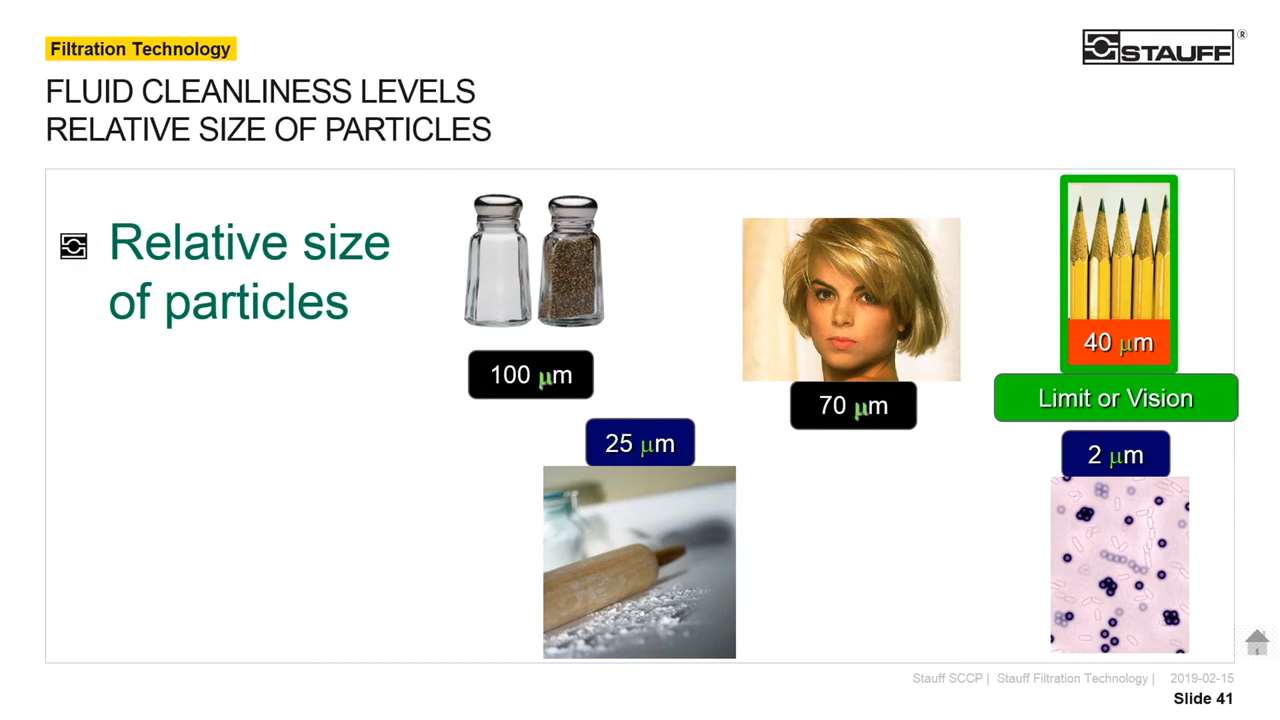 Filtration Technology
STAUFF®
FLUID CLEANLINESS LEVELS
RELATIVE SIZE OF PARTICLES
Relative size
of particles
100 μm
70 μm
40 μm
Limit or Vision
25 μm
2 μm
Stauff SCCP | Stauff Filtration Technology | 2019-02-15
Slide 41